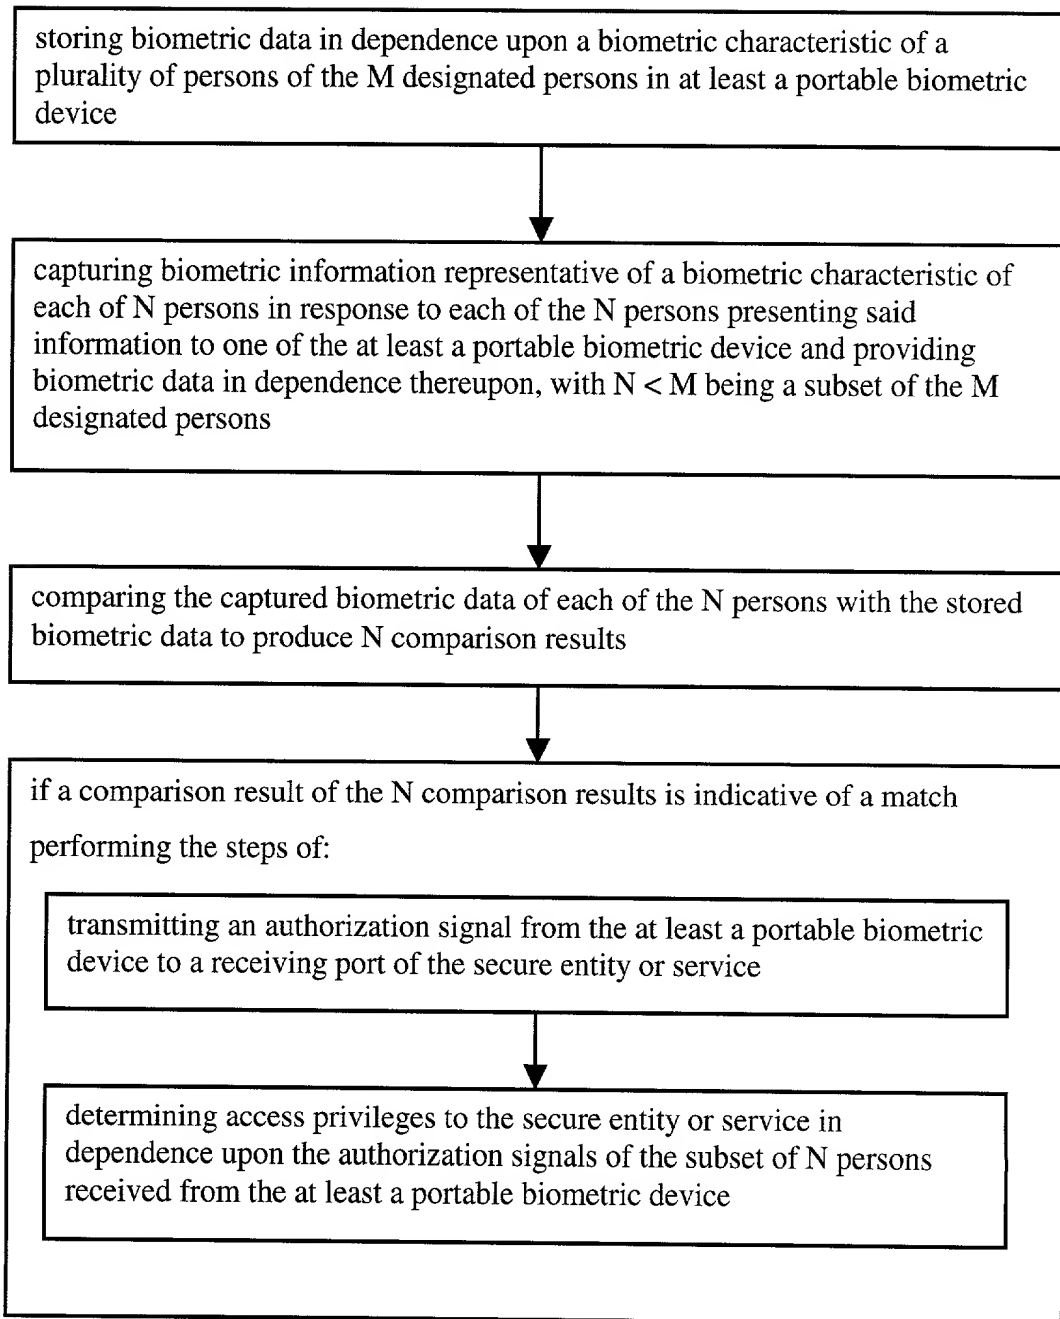 storing biometric data in dependence upon a biometric characteristic of a
plurality of persons of the M designated persons in at least a portable biometric
device
capturing biometric information representative of a biometric characteristic of
each of N persons in response to each of the N persons presenting said
information to one of the at least a portable biometric device and providing
biometric data in dependence thereupon, with N < M being a subset of the M
designated persons
comparing the captured biometric data of each of the N persons with the stored
biometric data to produce N comparison results
if a comparison result of the N comparison results is indicative of a match
performing the steps of:
transmitting an authorization signal from the at least a portable biometric
device to a receiving port of the secure entity or service
determining access privileges to the secure entity or service in
dependence upon the authorization signals of the subset of N persons
received from the at least a portable biometric device